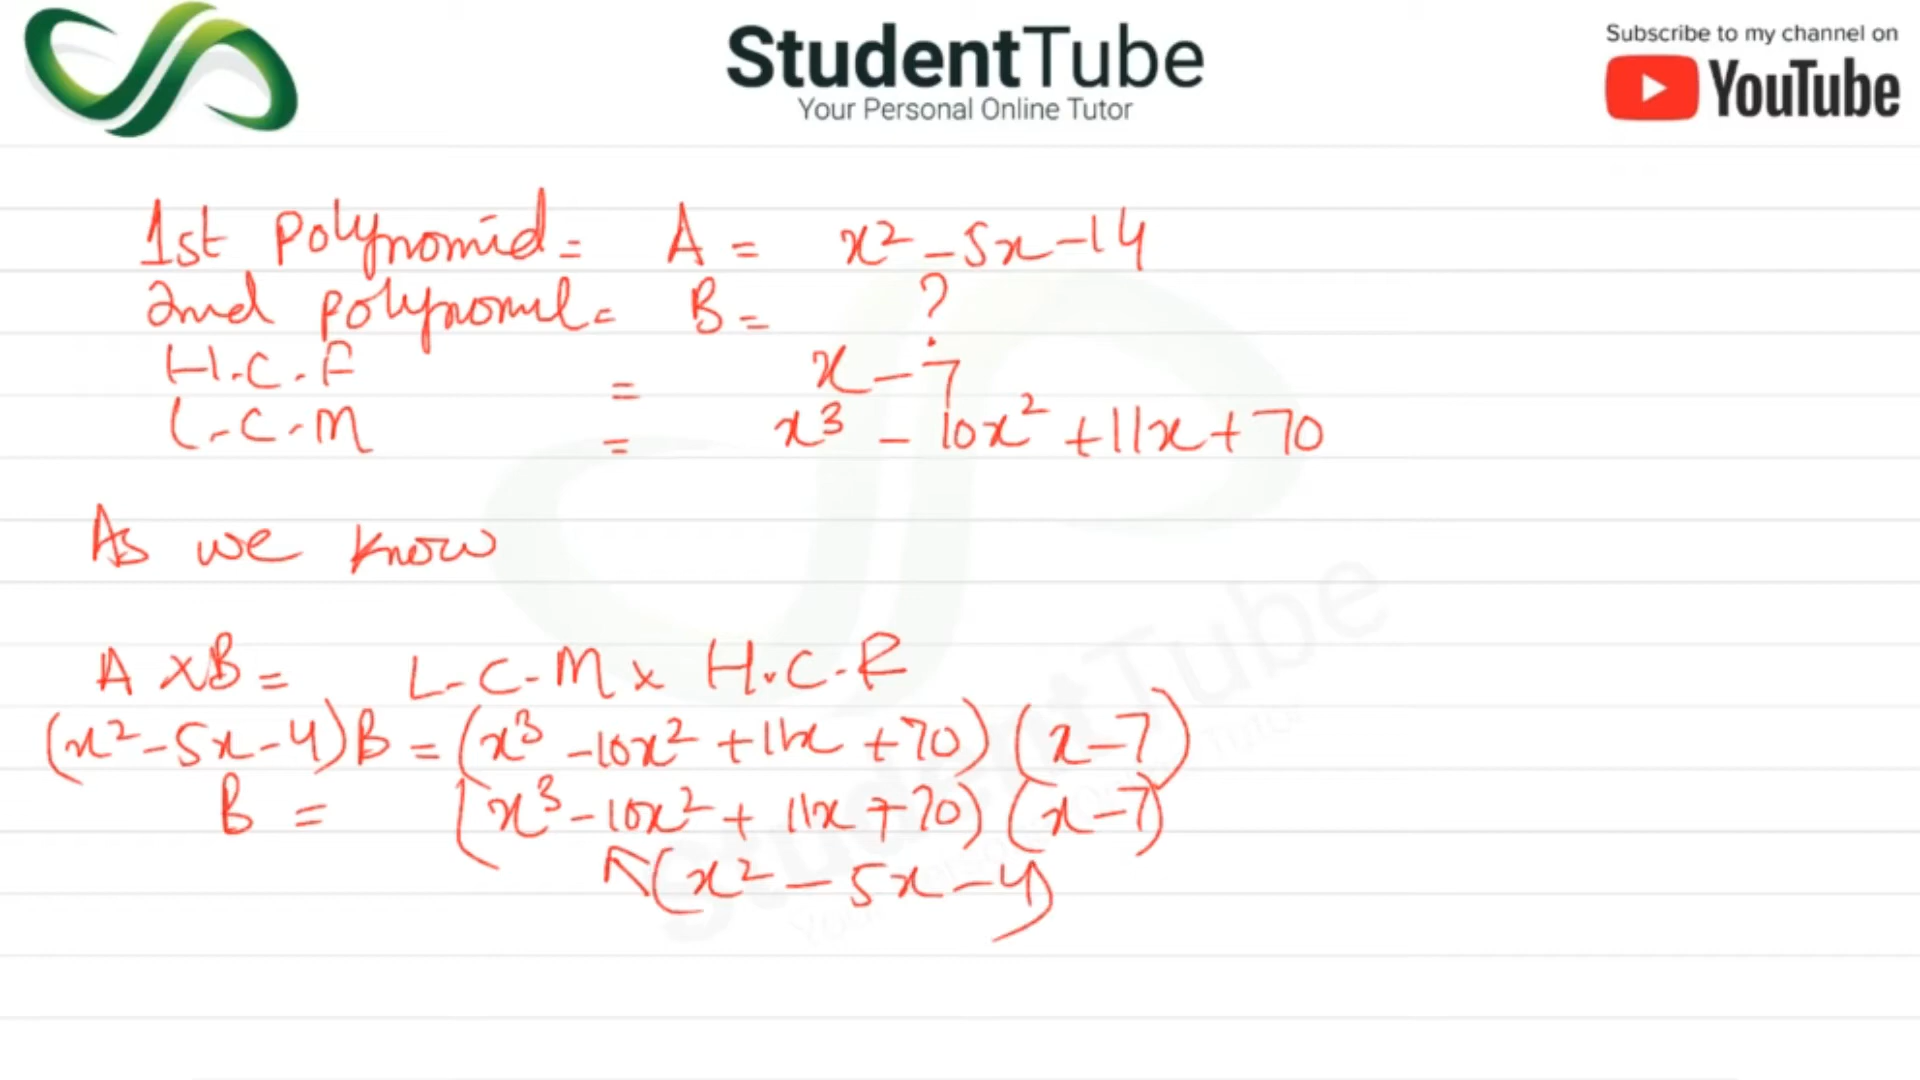 StudentTube
Your Personal Online Tutor
Subscribe to my channel on
YouTube
1st polynomial = A = x² - 5x - 14
2nd polynoml = B = ?
H.C.F = x - 7
L.C.M = x³ - 10x² + 11x + 70
As we know
A × B = L.C.M × H.C.F
(x² - 5x - 4) B = (x³ - 10x² + 11x + 70) (x - 7)
B = (x³ - 10x² + 11x + 70) (x - 7)
(x² - 5x - 4)
StudentTube